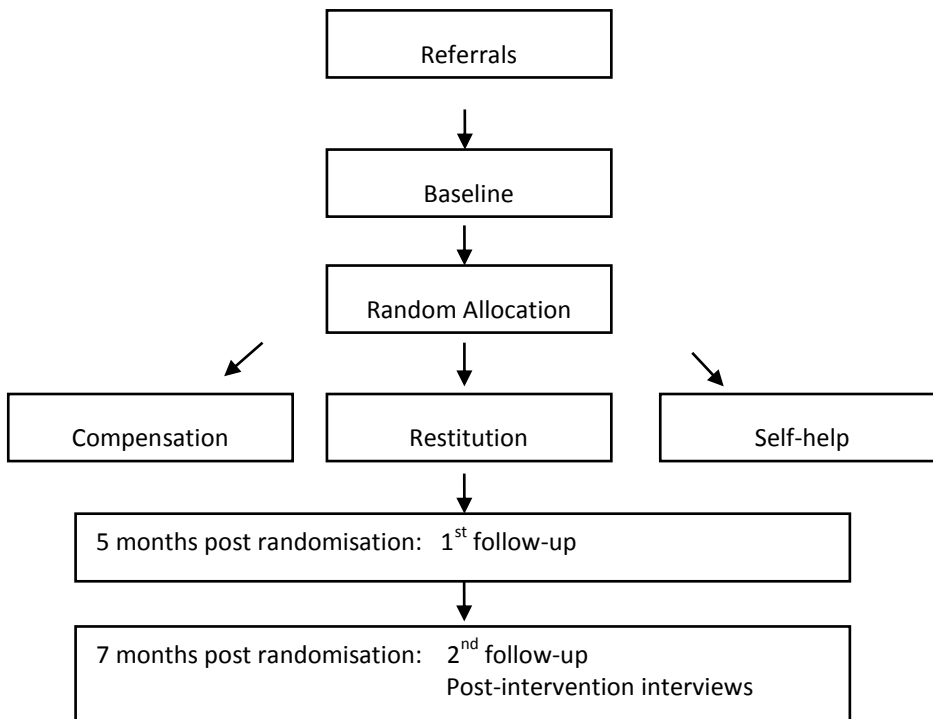 Referrals
Baseline
Random Allocation
Compensation
Restitution
Self-help
5 months post randomisation: 1st follow-up
7 months post randomisation: 2nd follow-up
Post-intervention interviews